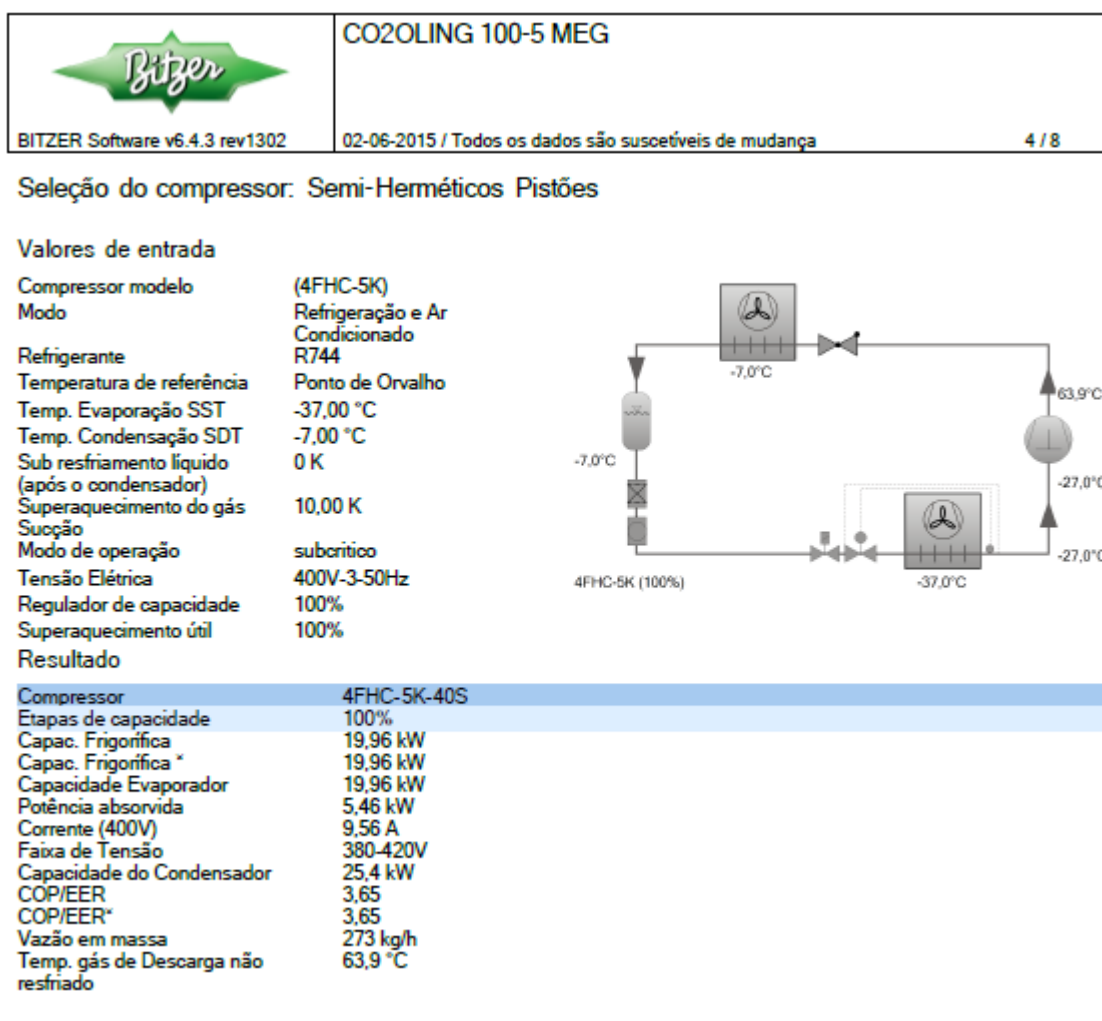 Bitzer
CO2OLING 100-5 MEG
BITZER Software v6.4.3 rev1302
02-06-2015 / Todos os dados são suscetíveis de mudança
4 / 8
Seleção do compressor: Semi-Herméticos Pistões
Valores de entrada
Compressor modelo (4FHC-5K)
Modo Refrigeração e Ar
Condicionado
Refrigerante R744
Temperatura de referência Ponto de Orvalho
Temp. Evaporação SST -37,00 °C
Temp. Condensação SDT -7,00 °C
Sub resfriamento líquido 0 K
(após o condensador)
Superaquecimento do gás 10,00 K
Sucção
Modo de operação subcritico
Tensão Elétrica 400V-3-50Hz
Regulador de capacidade 100%
Superaquecimento útil 100%
-7,0°C
63,9°C
-7,0°C
-27,0°C
-27,0°C
4FHC-5K (100%)
-37,0°C
Resultado
Compressor 4FHC-5K-40S
Etapas de capacidade 100%
Capac. Frigorífica 19,96 kW
Capac. Frigorífica * 19,96 kW
Capacidade Evaporador 19,96 kW
Potência absorvida 5,46 kW
Corrente (400V) 9,56 A
Faixa de Tensão 380-420V
Capacidade do Condensador 25,4 kW
COP/EER 3,65
COP/EER* 3,65
Vazão em massa 273 kg/h
Temp. gás de Descarga não 63,9 °C
resfriado